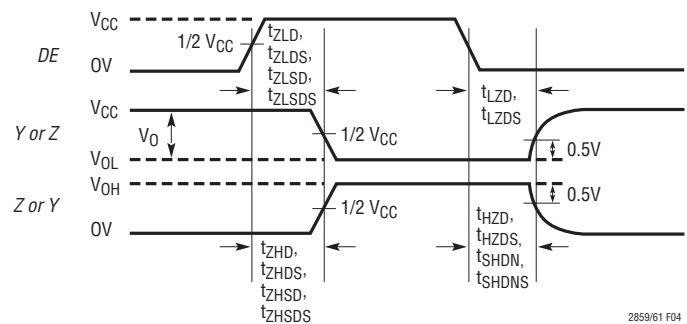 VCC
DE
1/2 VCC
0V
tZLD,
tZLDS,
tZLSD,
tZLSDS
tLZD,
tLZDS
VCC
Y or Z
VO
1/2 VCC
VOL
0.5V
VOH
0.5V
Z or Y
1/2 VCC
0V
tZHD,
tZHDS,
tZHSD,
tZHSDS
tHZD,
tHZDS,
tSHDN,
tSHDNS
2859/61 F04